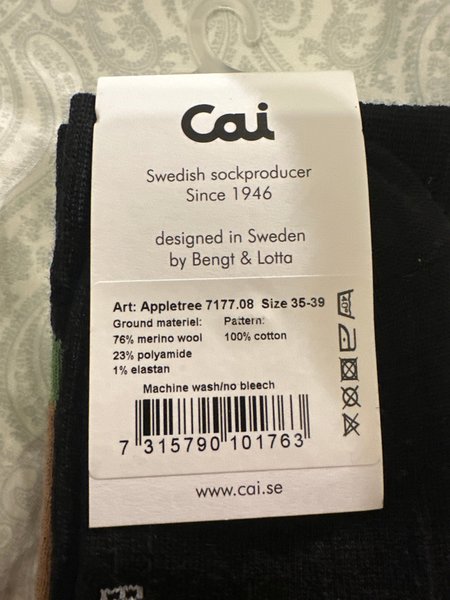 Cai
Swedish sockproducer
Since 1946
designed in Sweden
by Bengt & Lotta
Art: Appletree 7177.08 Size 35-39
Ground materiel: Pattern:
76% merino wool 100% cotton
23% polyamide
1% elastan
Machine wash/no bleech
7 315790 101763
40°
www.cai.se